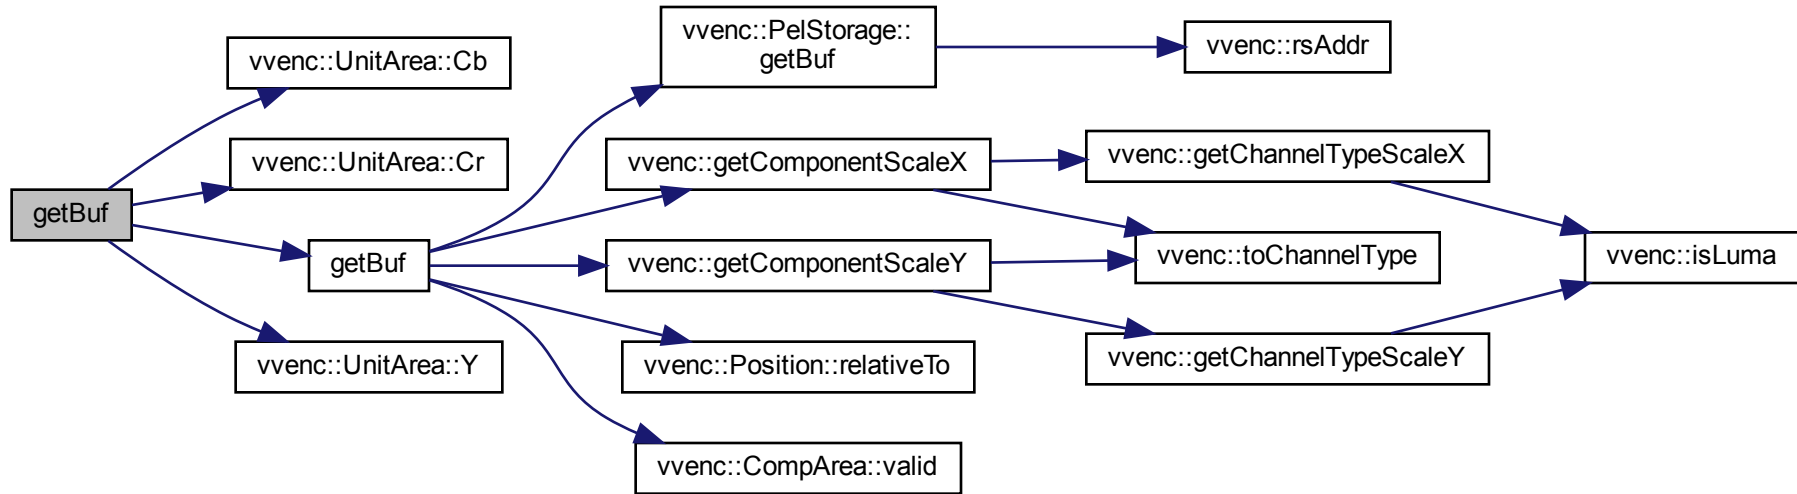 getBuf
vvenc::UnitArea::Cb
vvenc::UnitArea::Cr
getBuf
vvenc::UnitArea::Y
vvenc::PelStorage::
getBuf
vvenc::getComponentScaleX
vvenc::getComponentScaleY
vvenc::Position::relativeTo
vvenc::CompArea::valid
vvenc::rsAddr
vvenc::getChannelTypeScaleX
vvenc::toChannelType
vvenc::getChannelTypeScaleY
vvenc::isLuma